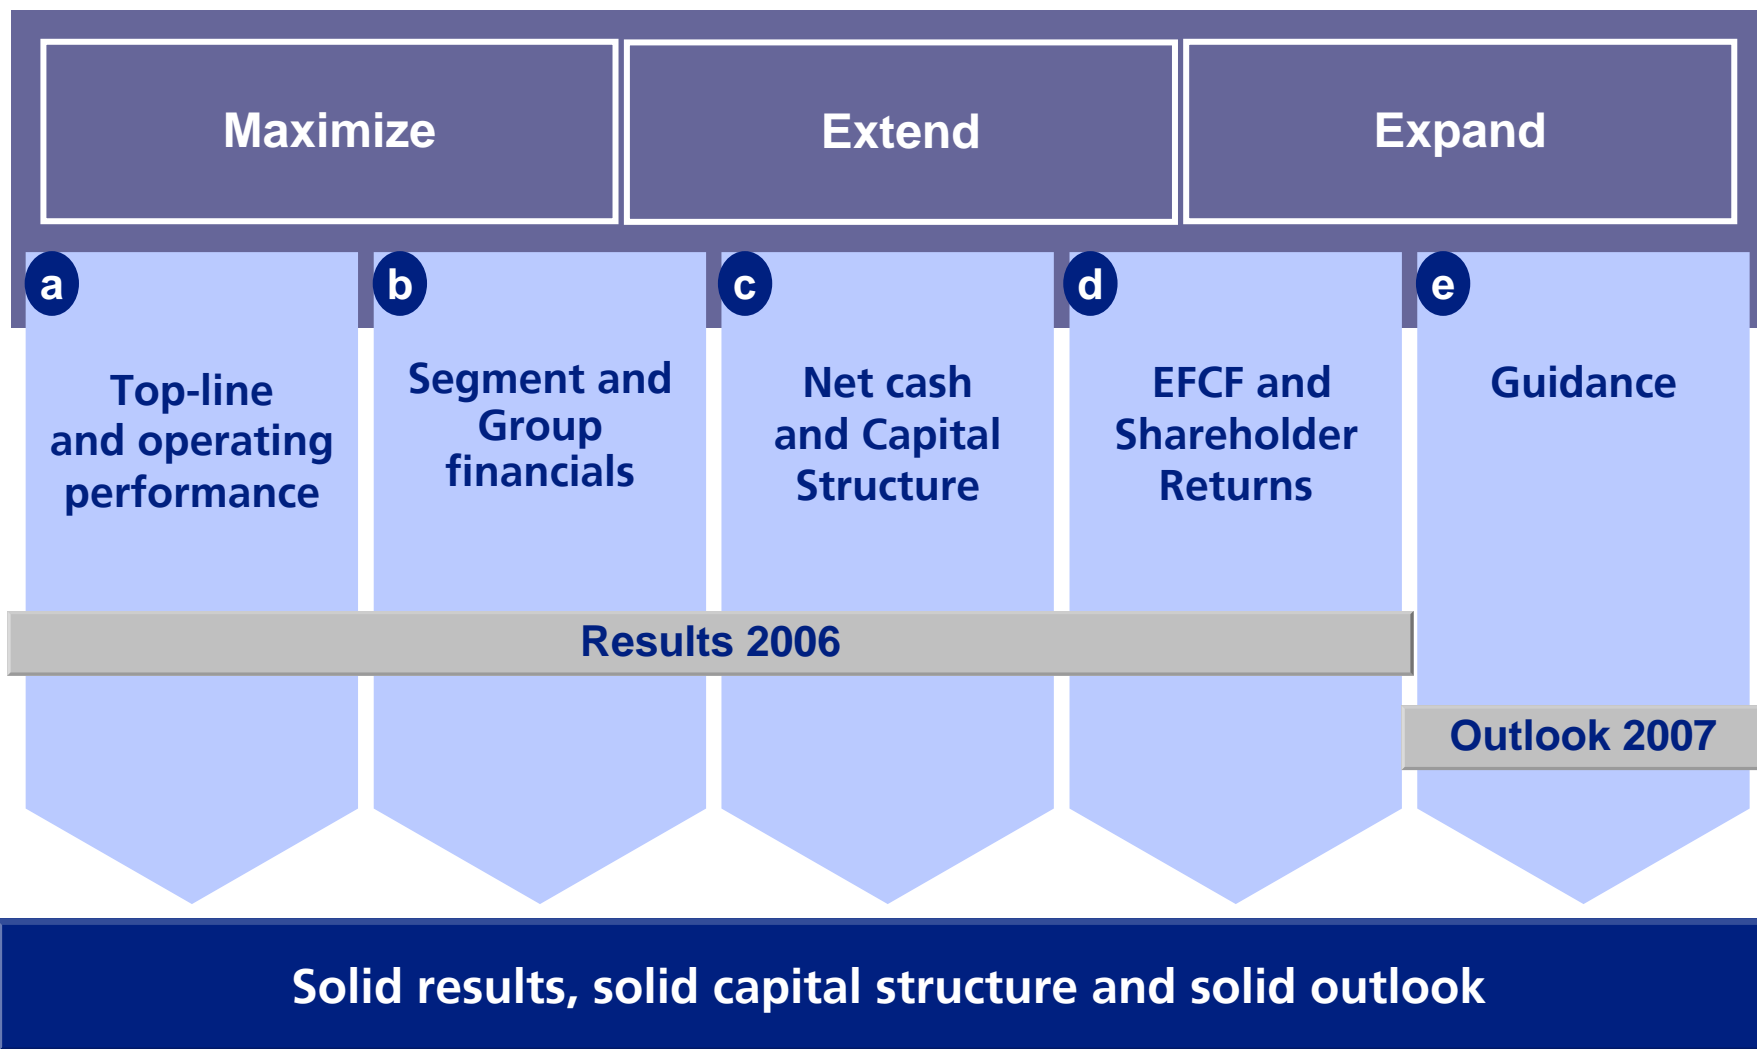 Maximize
Extend
Expand
a
Top-line
and operating
performance
b
Segment and
Group
financials
c
Net cash
and Capital
Structure
d
EFCF and
Shareholder
Returns
e
Guidance
Results 2006
Outlook 2007
Solid results, solid capital structure and solid outlook